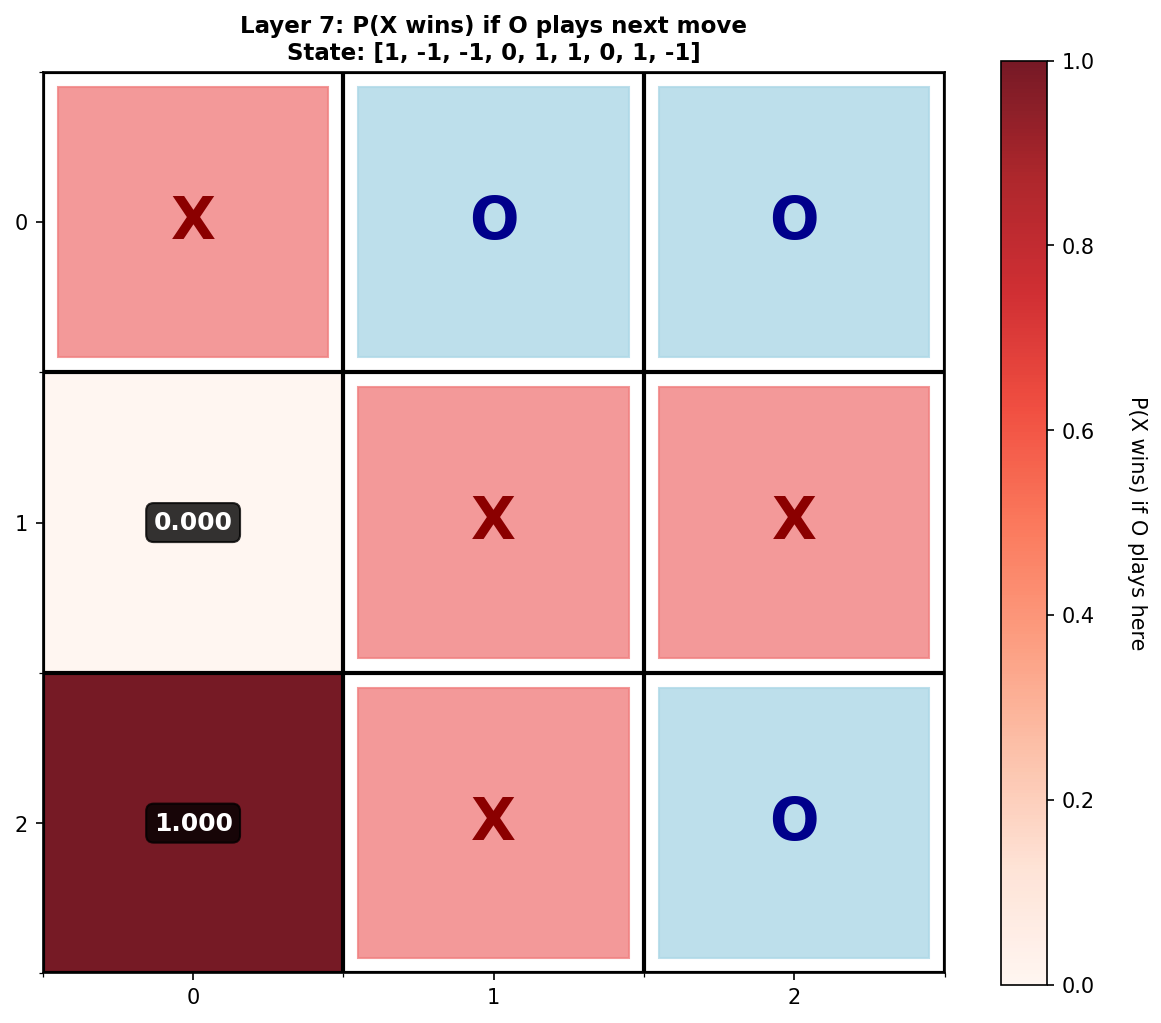 Layer 7: P(X wins) if O plays next move
State: [1, -1, -1, 0, 1, 1, 0, 1, -1]
0 X O O
1 0.000 X X
2 1.000 X O
0 1 2
1.0
0.8
0.6
0.4
0.2
0.0
P(X wins) if O plays here